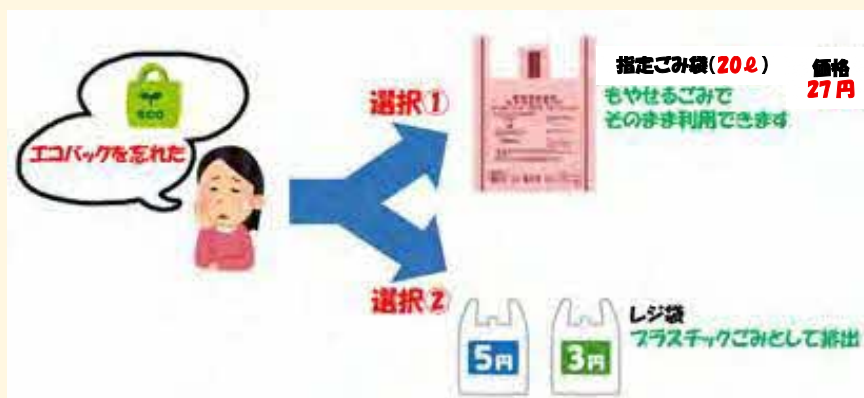 eco
エコバックを忘れた
選択①
指定ごみ袋(20ℓ)
価格
27円
もやせるごみで
そのまま利用できます
選択②
5円
3円
レジ袋
プラスチックごみとして排出